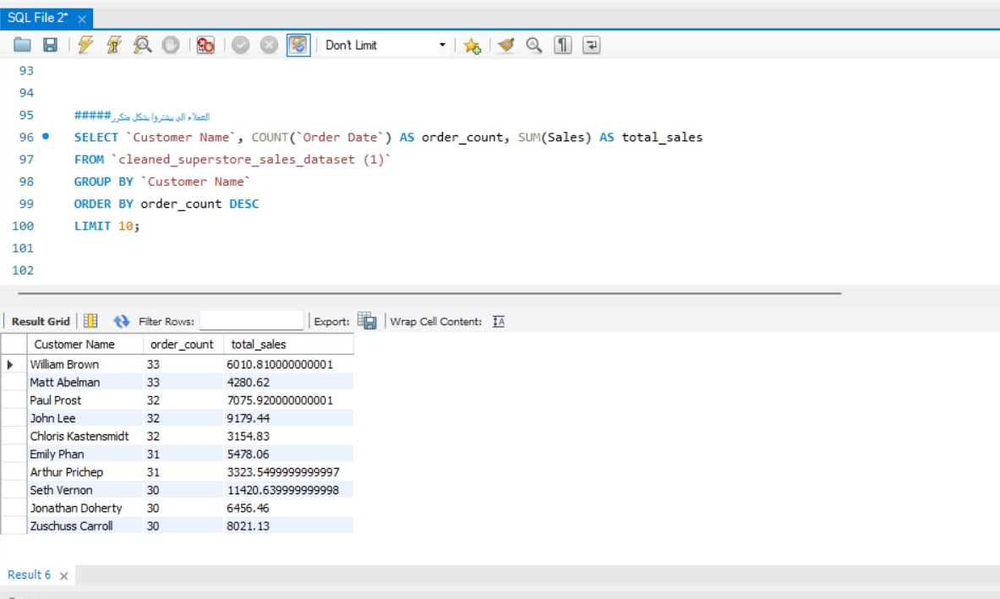 SQL File 2*
Don't Limit
93
94
95 #####العملاء الي بيشتروا بشكل متكرر
96 SELECT `Customer Name`, COUNT(`Order Date`) AS order_count, SUM(Sales) AS total_sales
97 FROM `cleaned_superstore_sales_dataset (1)`
98 GROUP BY `Customer Name`
99 ORDER BY order_count DESC
100 LIMIT 10;
101
102
Result Grid Filter Rows: Export: Wrap Cell Content:
Customer Name order_count total_sales
William Brown 33 6010.810000000001
Matt Abelman 33 4280.62
Paul Prost 32 7075.920000000001
John Lee 32 9179.44
Chloris Kastensmidt 32 3154.83
Emily Phan 31 5478.06
Arthur Prichep 31 3323.5499999999997
Seth Vernon 30 11420.639999999998
Jonathan Doherty 30 6456.46
Zuschuss Carroll 30 8021.13
Result 6